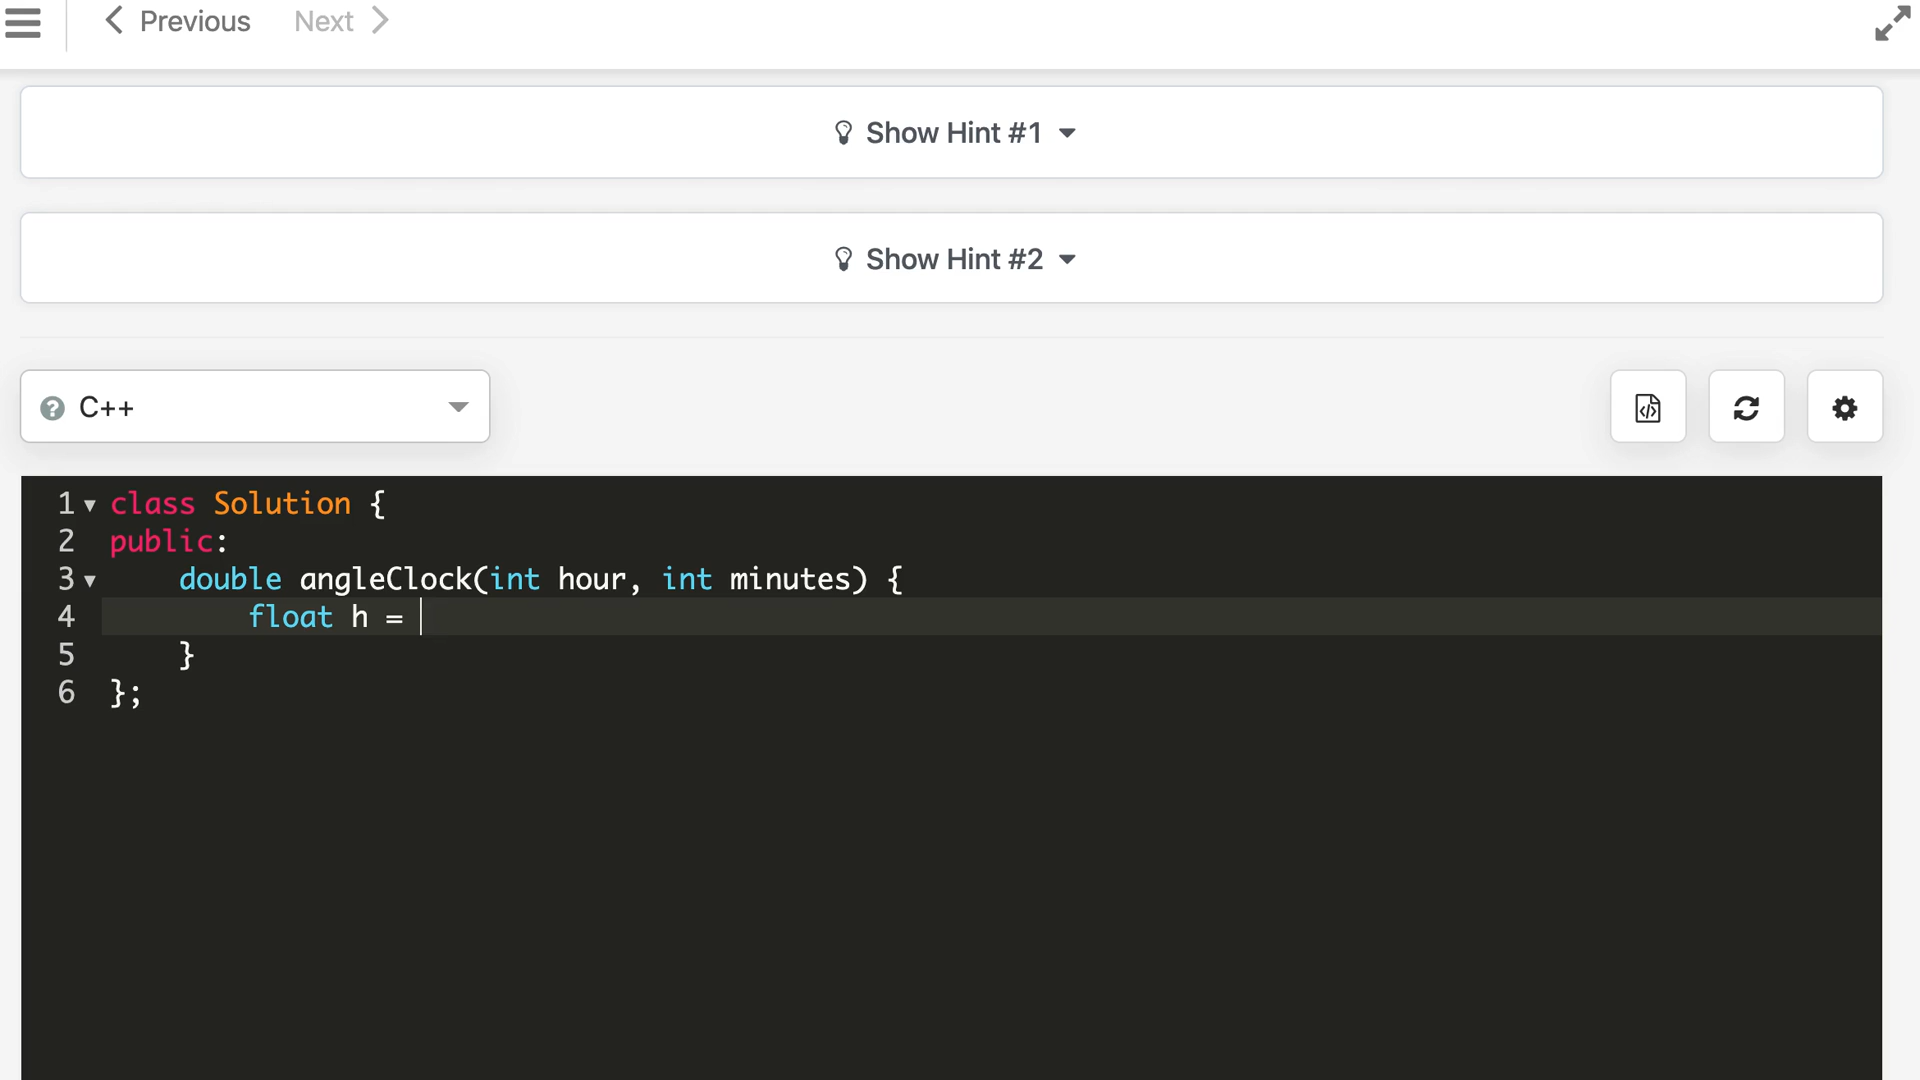 Previous Next
Show Hint #1
Show Hint #2
? C++
1 class Solution {
2 public:
3 double angleClock(int hour, int minutes) {
4 float h =
5 }
6 };